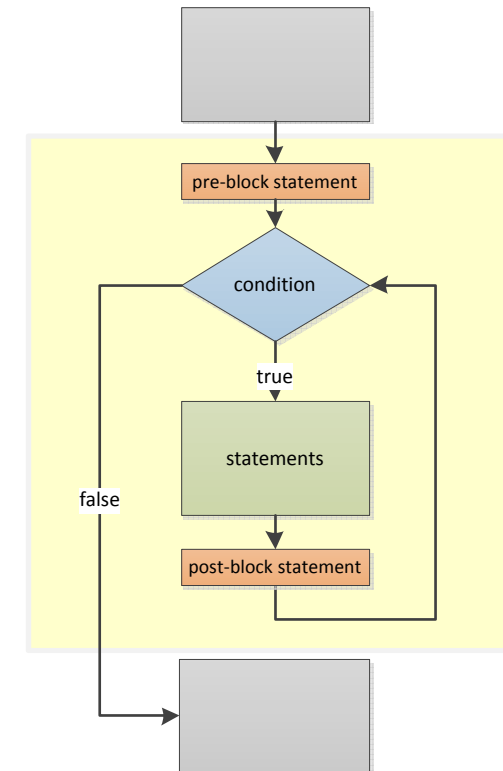 pre-block statement
condition
true
statements
false
post-block statement